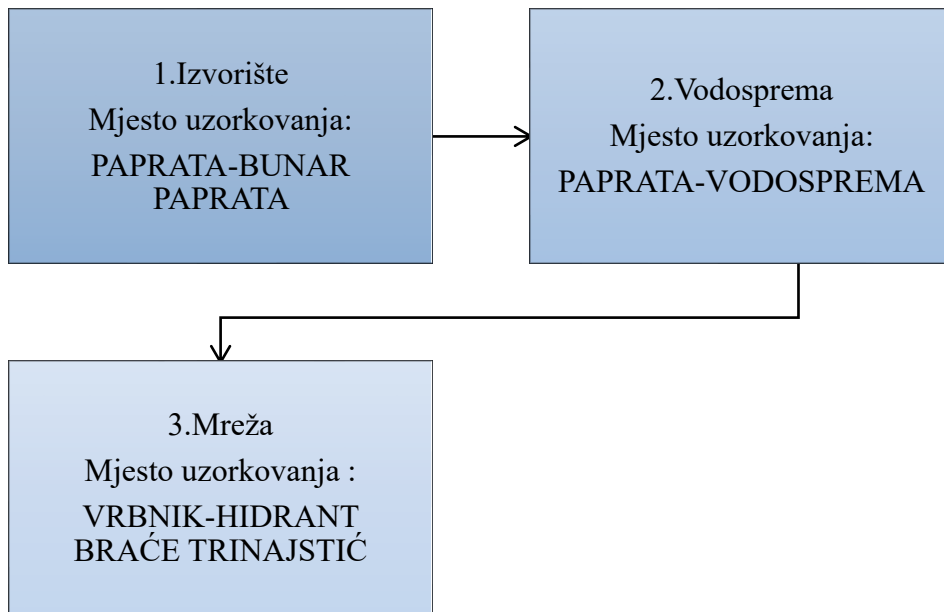 1.Izvorište
Mjesto uzorkovanja:
PAPRATA-BUNAR
PAPRATA
2.Vodosprema
Mjesto uzorkovanja:
PAPRATA-VODOSPREMA
3.Mreža
Mjesto uzorkovanja :
VRBNIK-HIDRANT
BRAĆE TRINAJSTIĆ